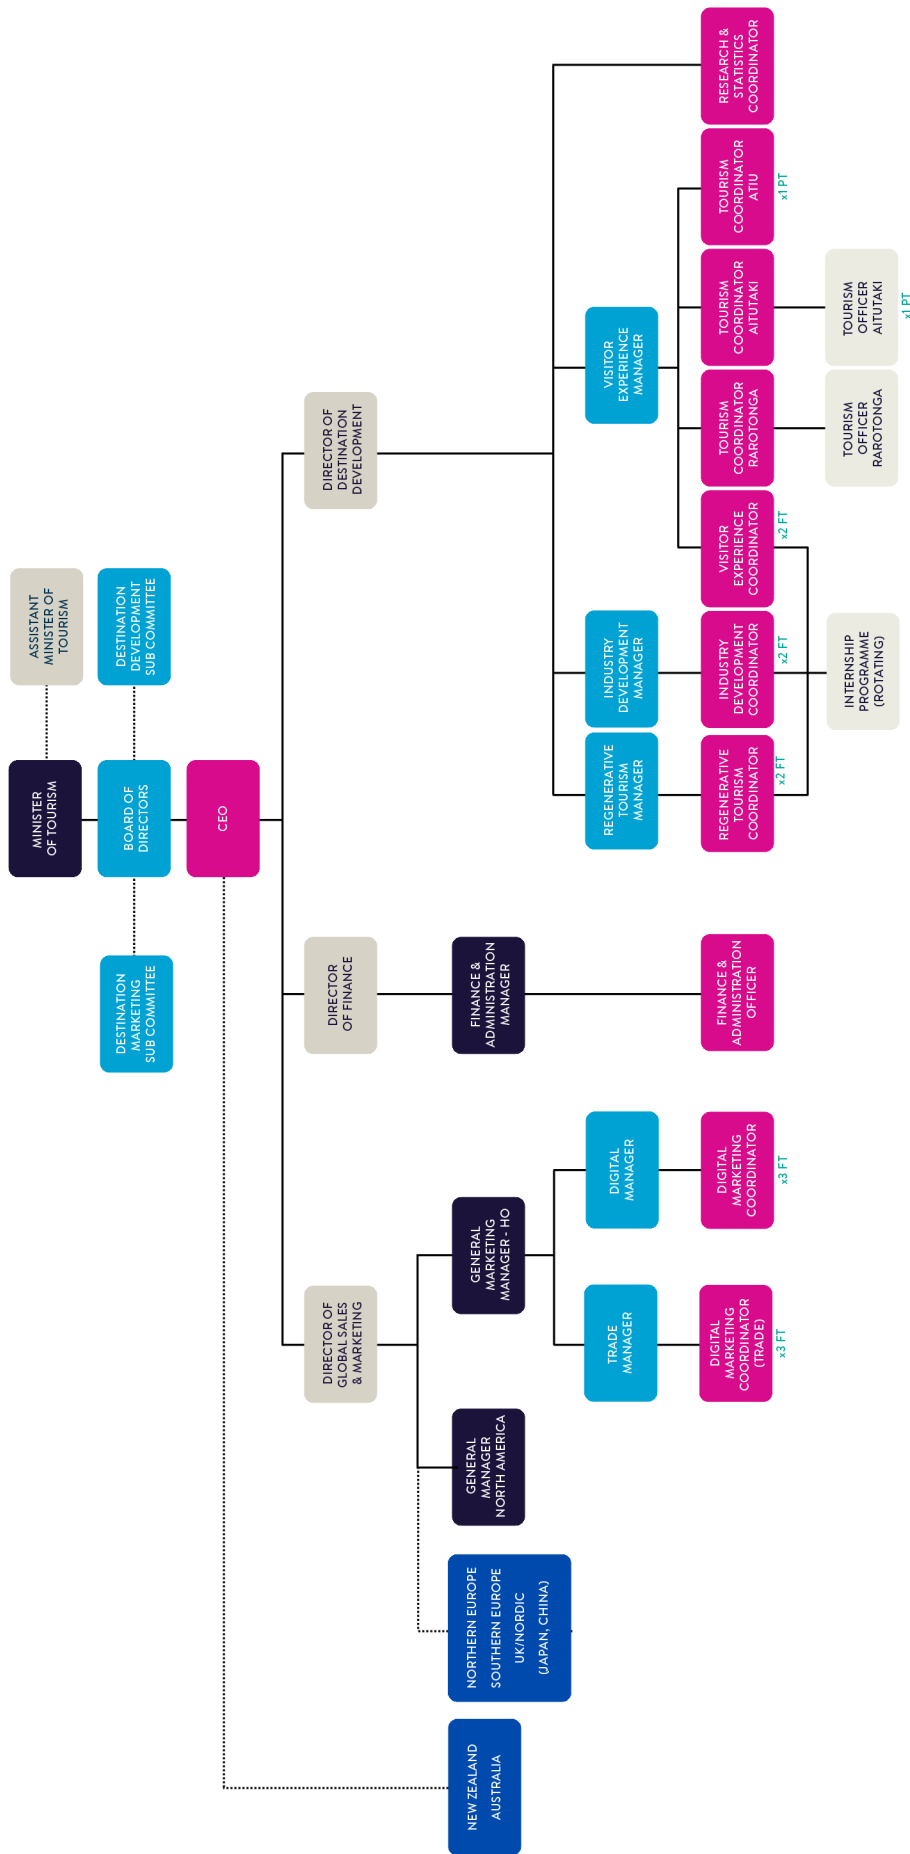 MINISTER
OF TOURISM
ASSISTANT
MINISTER OF
TOURISM
DESTINATION
MARKETING
SUB COMMITTEE
BOARD OF
DIRECTORS
DESTINATION
DEVELOPMENT
SUB COMMITTEE
CEO
DIRECTOR OF
GLOBAL SALES
& MARKETING
DIRECTOR
OF FINANCE
DIRECTOR OF
DESTINATION
DEVELOPMENT
NEW ZEALAND
AUSTRALIA
NORTHERN EUROPE
SOUTHERN EUROPE
UK/NORDIC
(JAPAN, CHINA)
GENERAL
MANAGER
NORTH AMERICA
GENERAL
MARKETING
MANAGER - HO
FINANCE &
ADMINISTRATION
MANAGER
TRADE
MANAGER
DIGITAL
MANAGER
REGENERATIVE
TOURISM
MANAGER
INDUSTRY
DEVELOPMENT
MANAGER
VISITOR
EXPERIENCE
MANAGER
DIGITAL
MARKETING
COORDINATOR
(TRADE)
x3 FT
DIGITAL
MARKETING
COORDINATOR
x3 FT
FINANCE &
ADMINISTRATION
OFFICER
REGENERATIVE
TOURISM
COORDINATOR
x2 FT
INDUSTRY
DEVELOPMENT
COORDINATOR
x2 FT
VISITOR
EXPERIENCE
COORDINATOR
x2 FT
TOURISM
COORDINATOR
RAROTONGA
TOURISM
COORDINATOR
AITUTAKI
TOURISM
COORDINATOR
ATIU
x1 PT
RESEARCH &
STATISTICS
COORDINATOR
INTERNSHIP
PROGRAMME
(ROTATING)
TOURISM
OFFICER
RAROTONGA
TOURISM
OFFICER
AITUTAKI
x1 PT